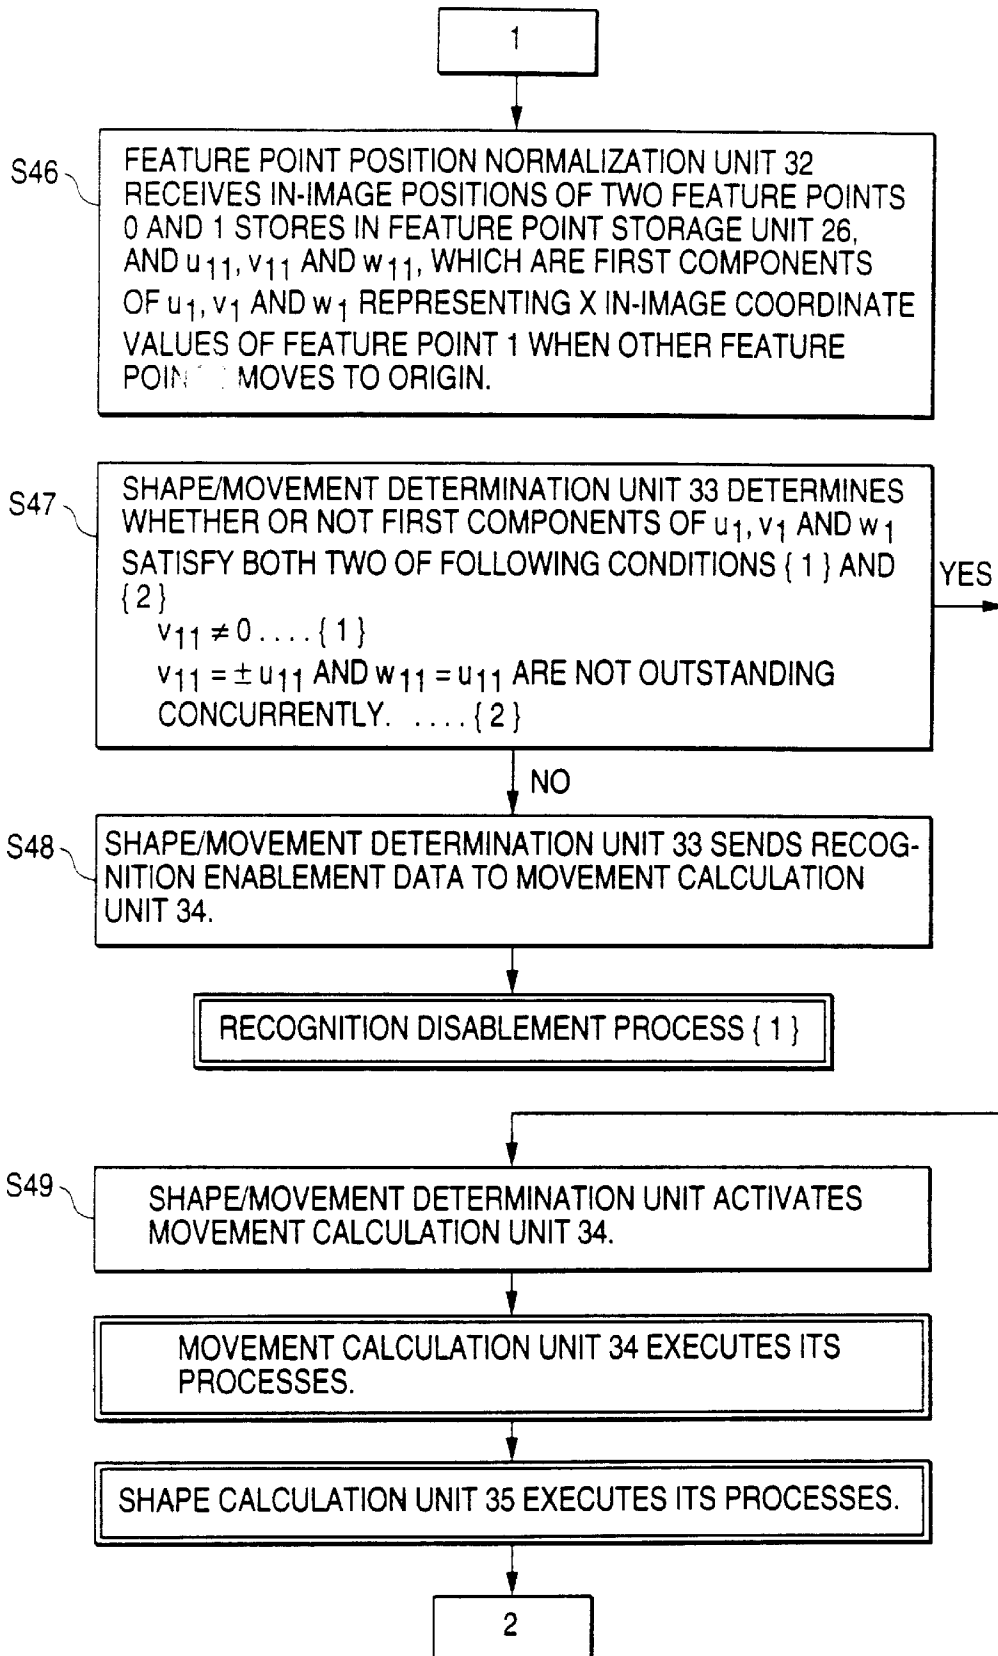 1
S46
FEATURE POINT POSITION NORMALIZATION UNIT 32
RECEIVES IN-IMAGE POSITIONS OF TWO FEATURE POINTS
0 AND 1 STORES IN FEATURE POINT STORAGE UNIT 26,
AND u11, v11 AND w11, WHICH ARE FIRST COMPONENTS
OF u1, v1 AND w1 REPRESENTING X IN-IMAGE COORDINATE
VALUES OF FEATURE POINT 1 WHEN OTHER FEATURE
MOVES TO ORIGIN.
S47
SHAPE/MOVEMENT DETERMINATION UNIT 33 DETERMINES
WHETHER OR NOT FIRST COMPONENTS OF u1, v1 AND w1
SATISFY BOTH TWO OF FOLLOWING CONDITIONS { 1 } AND
{ 2 }
v11 ≠ 0 . . . . { 1 }
v11 = ± u11 AND w11 = u11 ARE NOT OUTSTANDING
CONCURRENTLY. . . . . { 2 }
YES
NO
S48
SHAPE/MOVEMENT DETERMINATION UNIT 33 SENDS RECOG-
NITION ENABLEMENT DATA TO MOVEMENT CALCULATION
UNIT 34.
RECOGNITION DISABLEMENT PROCESS { 1 }
S49
SHAPE/MOVEMENT DETERMINATION UNIT ACTIVATES
MOVEMENT CALCULATION UNIT 34.
MOVEMENT CALCULATION UNIT 34 EXECUTES ITS
PROCESSES.
SHAPE CALCULATION UNIT 35 EXECUTES ITS PROCESSES.
2